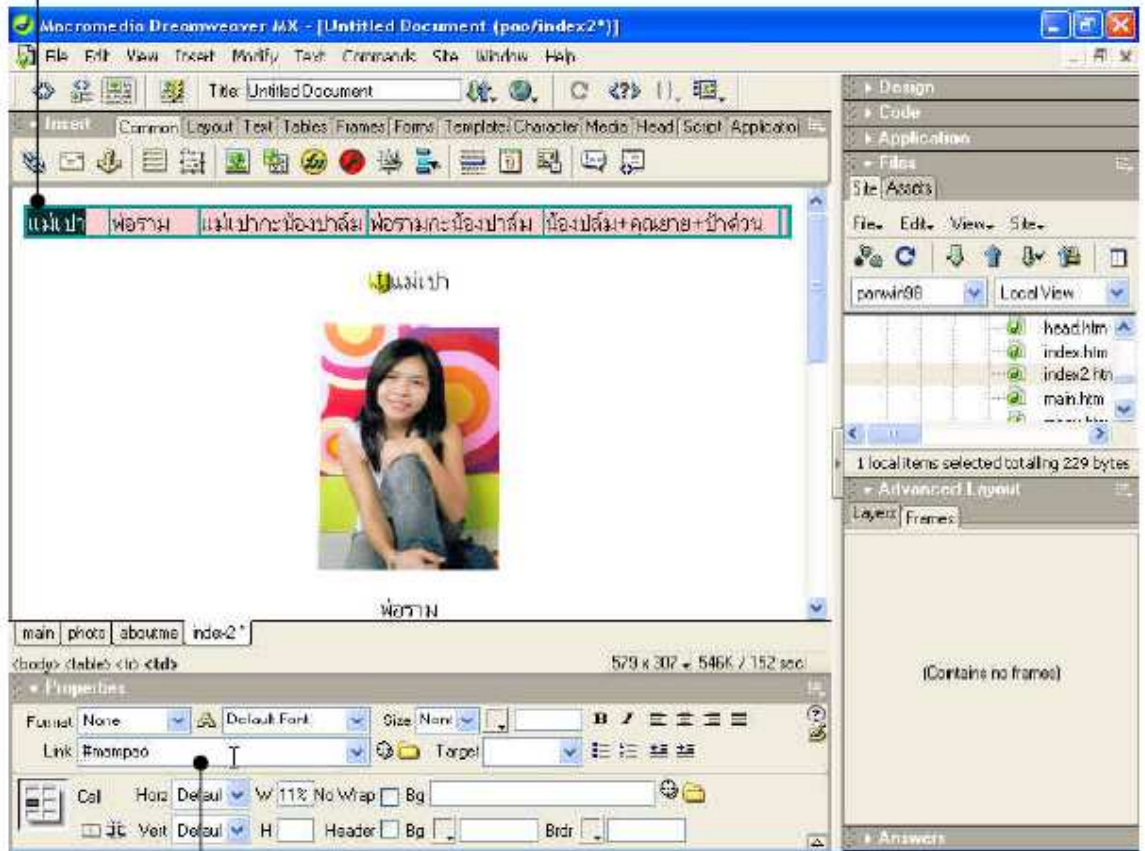 Macromedia Dreamweaver MX - [Untitled Document (pao/index2*)]
File Edit View Insert Modify Text Commands Site Window Help
Title: Untitled Document
Insert Common Layout Text Tables Frames Forms Templates Character Media Head Script Applicatio
แม่เปา พ่อราม แม่เปากะน้องปาล์ม พ่อรามกะน้องปาล์ม น้องปล์ม+คุณยาย+ป้าต่วน
แม่เปา
พ่อราม
main photo aboutme index2*
<body> <table> <tr> <td> 579 x 307 546K / 152 sec
Properties
Format None Default Font Size None B I
Link #mampao Target
Cell Horz Defaul W 11% No Wrap Bg
Vert Defaul H Header Bg Brdr
Design
Code
Application
Files
Site Assets
File Edit View Site
panwin98 Local View
head.htm
index.htm
index2.htm
main.htm
1 local items selected totalling 229 bytes
Advanced Layout
Layers Frames
(Contains no frames)
Answers